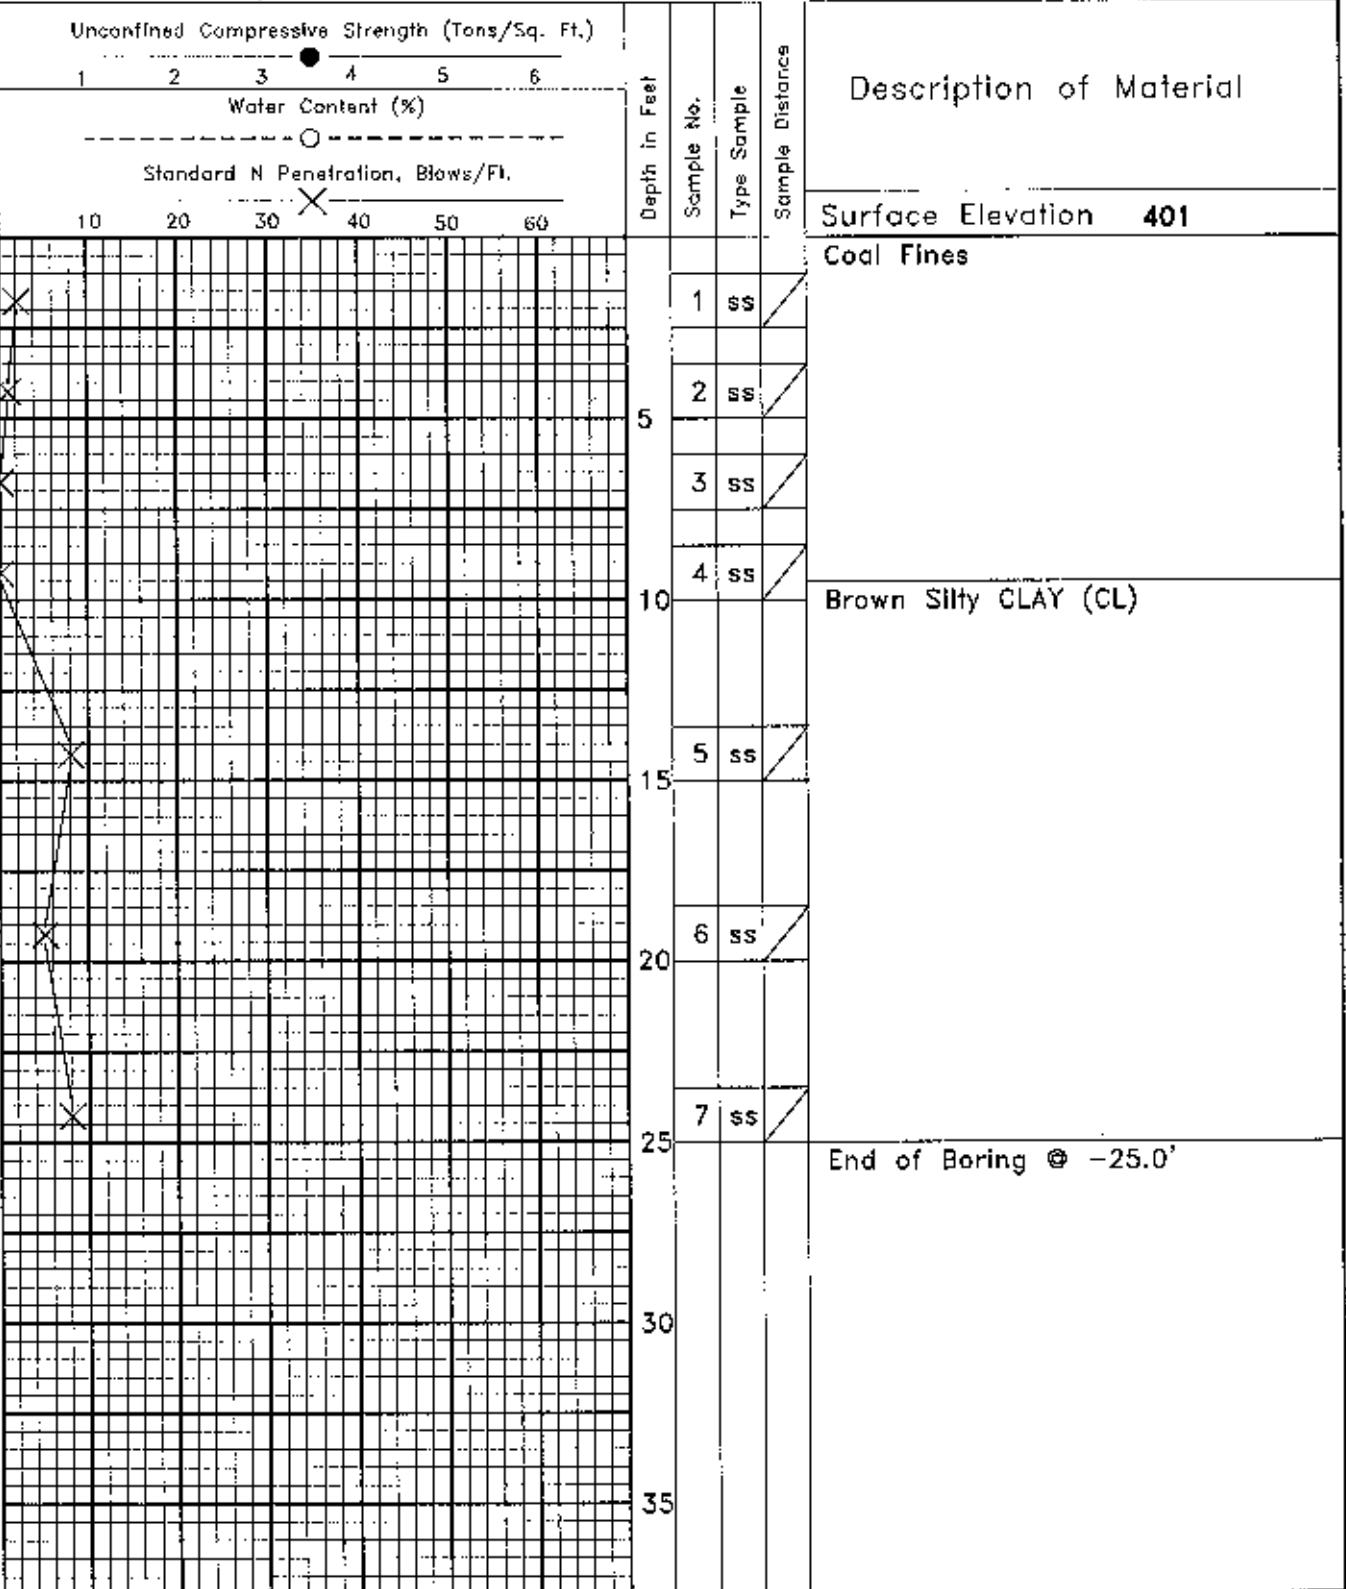 Unconfined Compressive Strength (Tons/Sq. Ft.)
1 2 3 4 5 6
Water Content (%)
Standard N Penetration, Blows/Ft.
10 20 30 40 50 60
Depth in Feet
Sample No.
Type Sample
Sample Distance
Description of Material
Surface Elevation 401
Coal Fines
1 ss
2 ss
5
3 ss
4 ss
10
Brown Silty CLAY (CL)
5 ss
15
6 ss
20
7 ss
25
End of Boring @ -25.0'
30
35